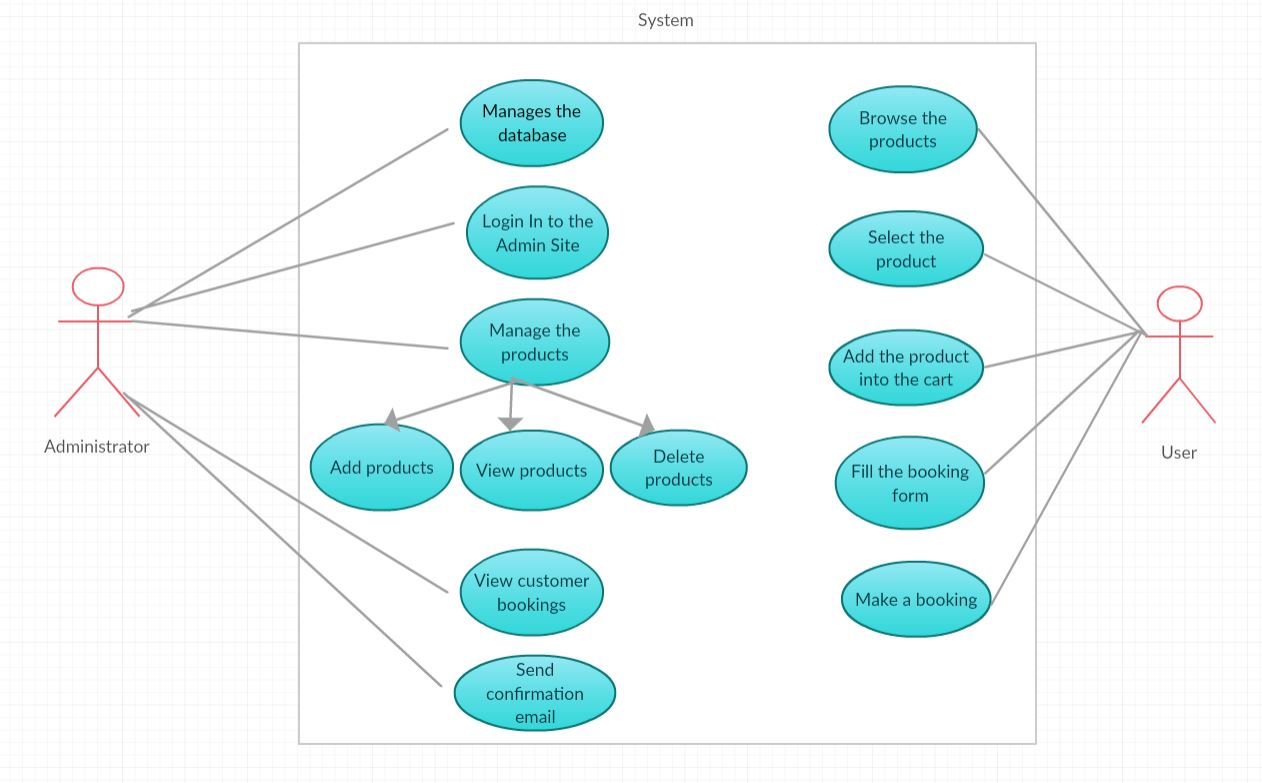 System
Manages the
database
Login In to the
Admin Site
Manage the
products
Add products
View products
Delete
products
View customer
bookings
Send
confirmation
email
Administrator
Browse the
products
Select the
product
Add the product
into the cart
Fill the booking
form
Make a booking
User